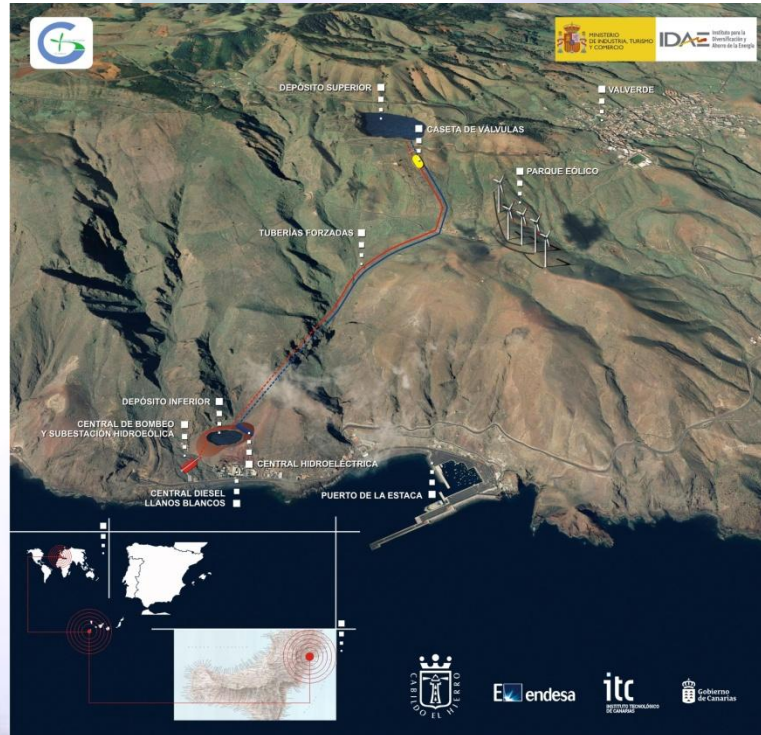 MINISTERIO
DE INDUSTRIA, TURISMO
Y COMERCIO
IDAE
Instituto para la
Diversificación y
Ahorro de la Energía
DEPÓSITO SUPERIOR
VALVERDE
CASETA DE VÁLVULAS
PARQUE EÓLICO
TUBERÍAS FORZADAS
DEPÓSITO INFERIOR
CENTRAL DE BOMBEO
Y SUBESTACIÓN HIDROEÓLICA
CENTRAL HIDROELÉCTRICA
CENTRAL DIESEL
LLANOS BLANCOS
PUERTO DE LA ESTACA
CABILDO EL HIERRO
endesa
itc
INSTITUTO TECNOLÓGICO
DE CANARIAS
Gobierno
de Canarias